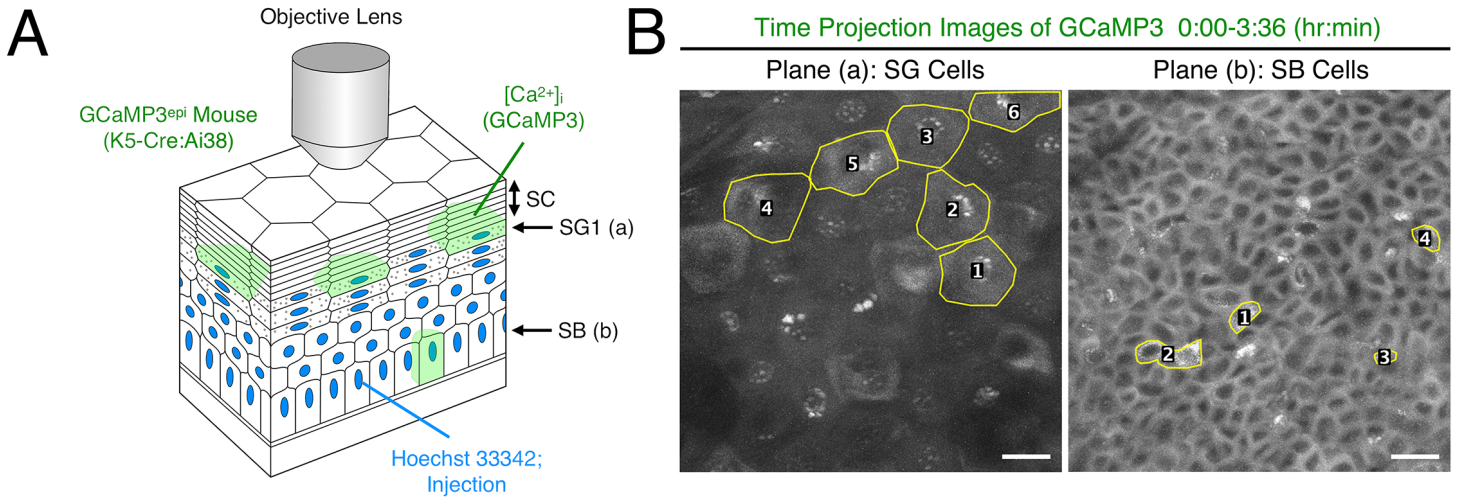 A
Objective Lens
GCaMP3epi Mouse
(K5-Cre:Ai38)
[Ca2+]i
(GCaMP3)
SC
SG1 (a)
SB (b)
Hoechst 33342;
Injection
B
Time Projection Images of GCaMP3 0:00-3:36 (hr:min)
Plane (a): SG Cells
6
3
5
4
2
1
Plane (b): SB Cells
4
1
2
3